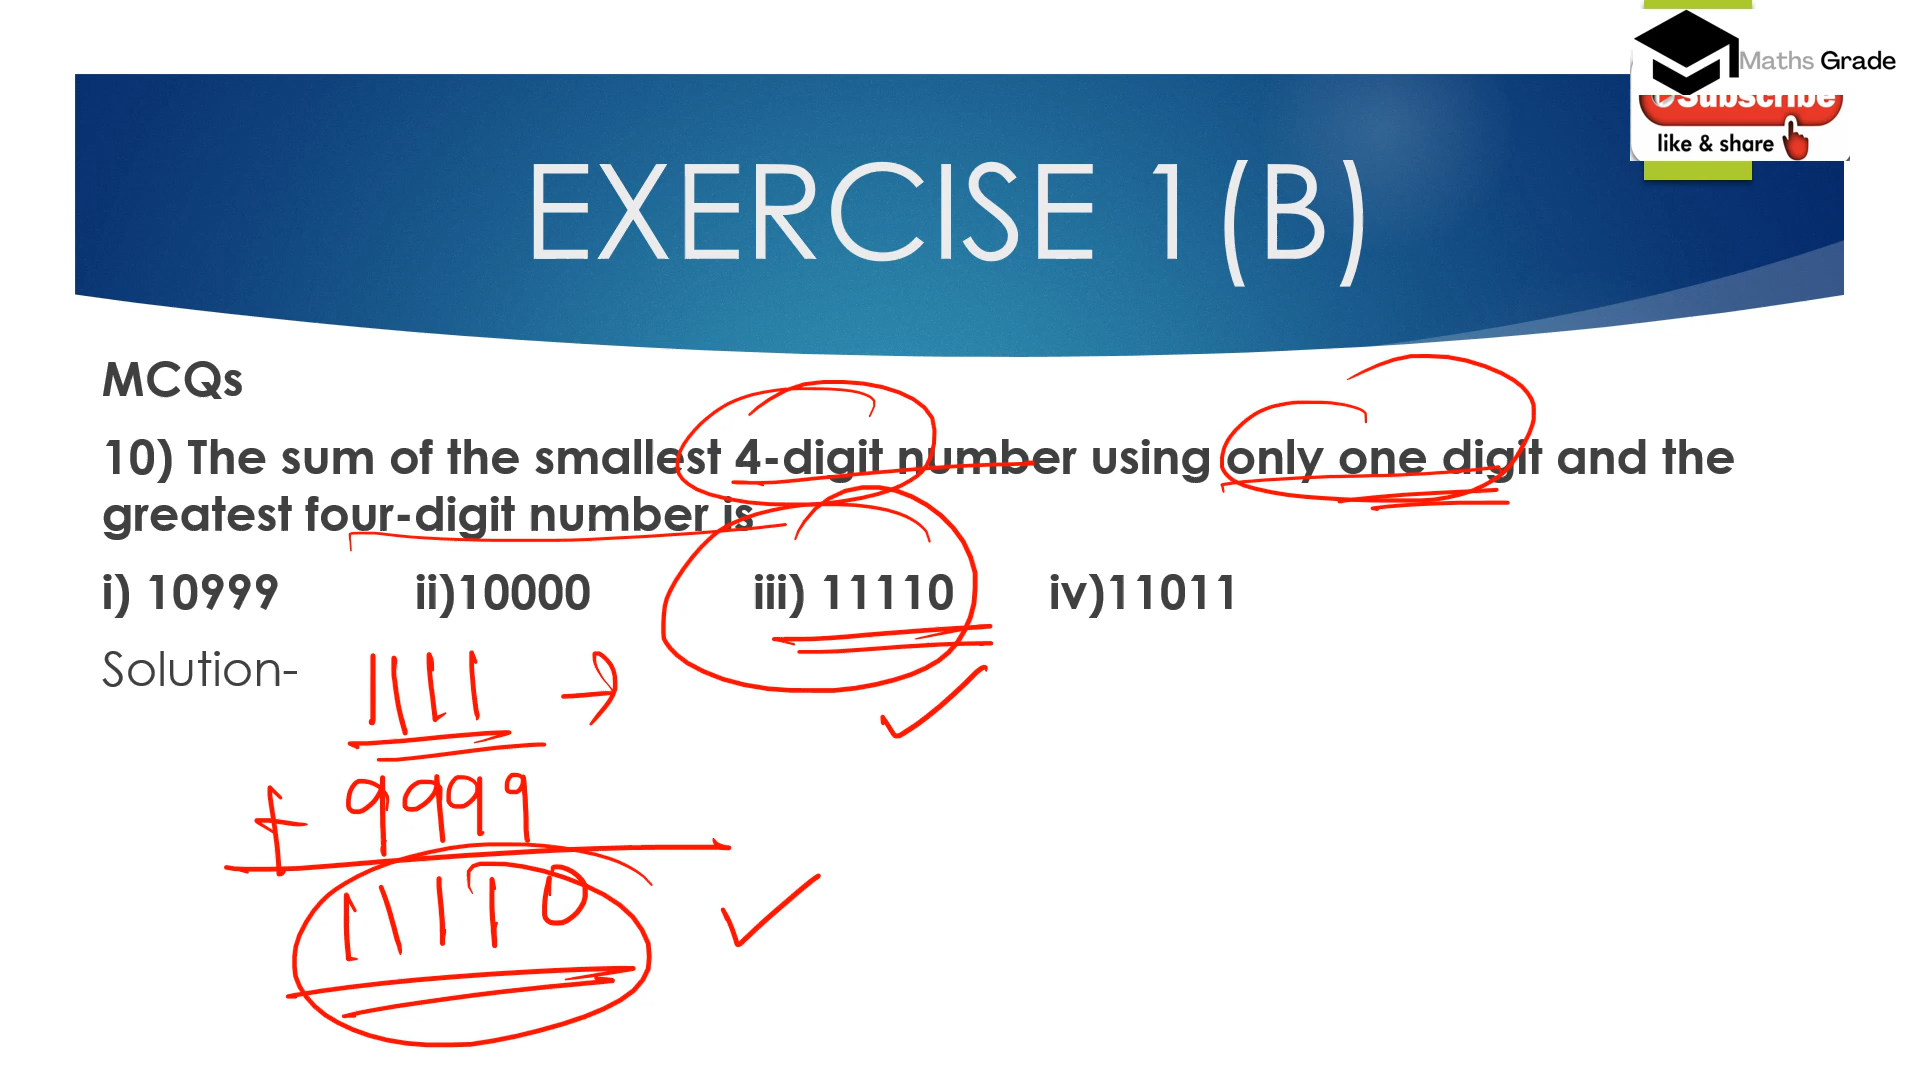 Maths Grade
Subscribe
like & share
EXERCISE 1(B)
MCQs
10) The sum of the smallest 4-digit number using only one digit and the
greatest four-digit number is
i) 10999 ii)10000 iii) 11110 iv)11011
Solution-
1111 →
+ 9999
11110